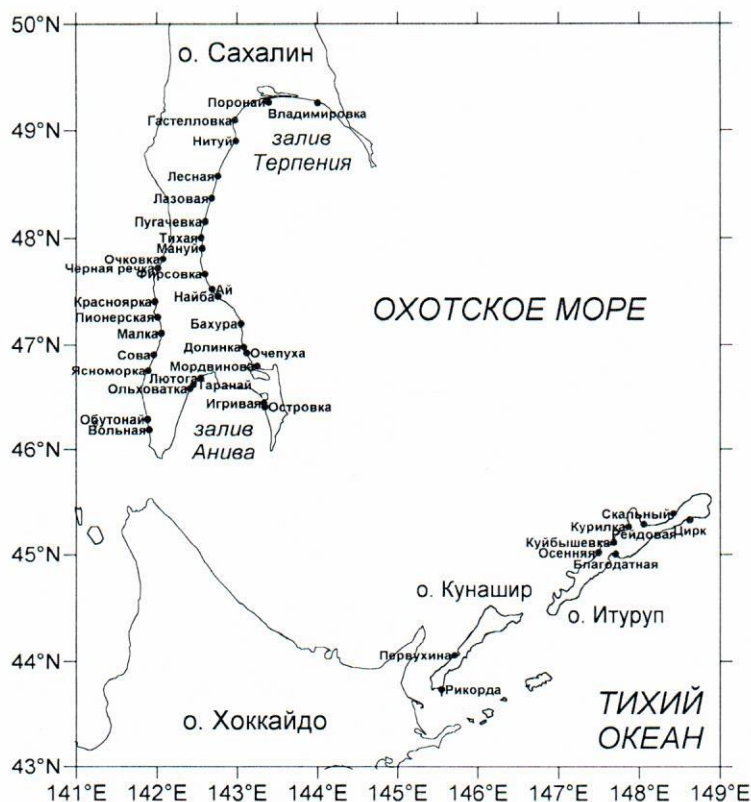 50°N
о. Сахалин
Поронай
Владимировка
Гастелловка
49°N
Нитуй
залив
Терпения
Лесная
Лазовая
Пугачевка
48°N
Тихая
Мануй
Очковка
Чёрная речка
Фирсовка
Ай
Найба
Красноярка
ОХОТСКОЕ МОРЕ
Пионерская
Бахура
Малка
47°N
Долинка
Очепуха
Сова
Мордвинова
Ясноморка
Лютога
Таранай
Ольховатка
Игривая
Островка
Обутонай
залив
Анива
Вольная
46°N
Скальный
Курилка
Рейдовая
Цирк
Куйбышевка
45°N
Осенняя
Благодатная
о. Кунашир
о. Итуруп
44°N
Первухина
Рикорда
ТИХИЙ
ОКЕАН
о. Хоккайдо
43°N
141°E 142°E 143°E 144°E 145°E 146°E 147°E 148°E 149°E